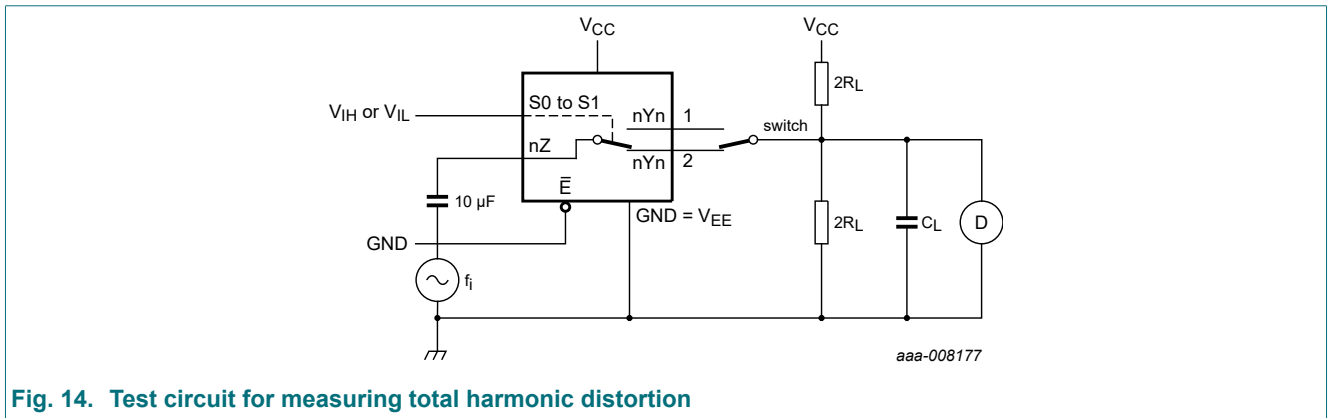 VCC
VCC
2RL
S0 to S1
nYn
1
switch
VIH or VIL
nZ
nYn
2
10 µF
E̅
GND = VEE
2RL
CL
D
GND
fi
aaa-008177
Fig. 14. Test circuit for measuring total harmonic distortion